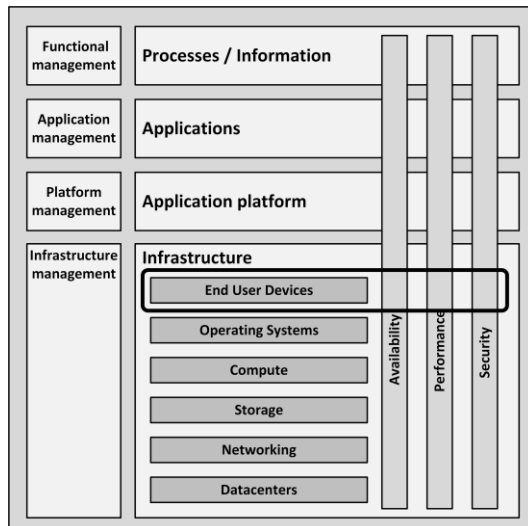 Functional
management
Processes / Information
Application
management
Applications
Platform
management
Application platform
Infrastructure
management
Infrastructure
End User Devices
Operating Systems
Compute
Storage
Networking
Datacenters
Availability
Performance
Security